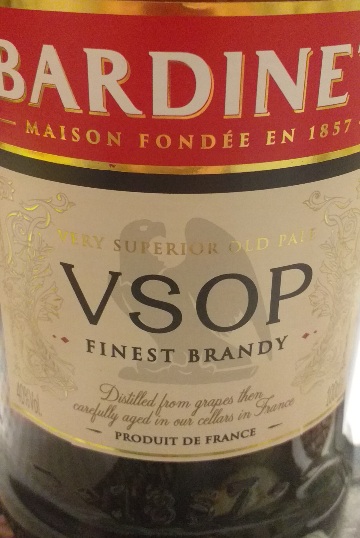 BARDINET
MAISON FONDÉE EN 1857
VERY SUPERIOR OLD PALE
VSOP
FINEST BRANDY
Distilled from grapes then
carefully aged in our cellars in France
PRODUIT DE FRANCE